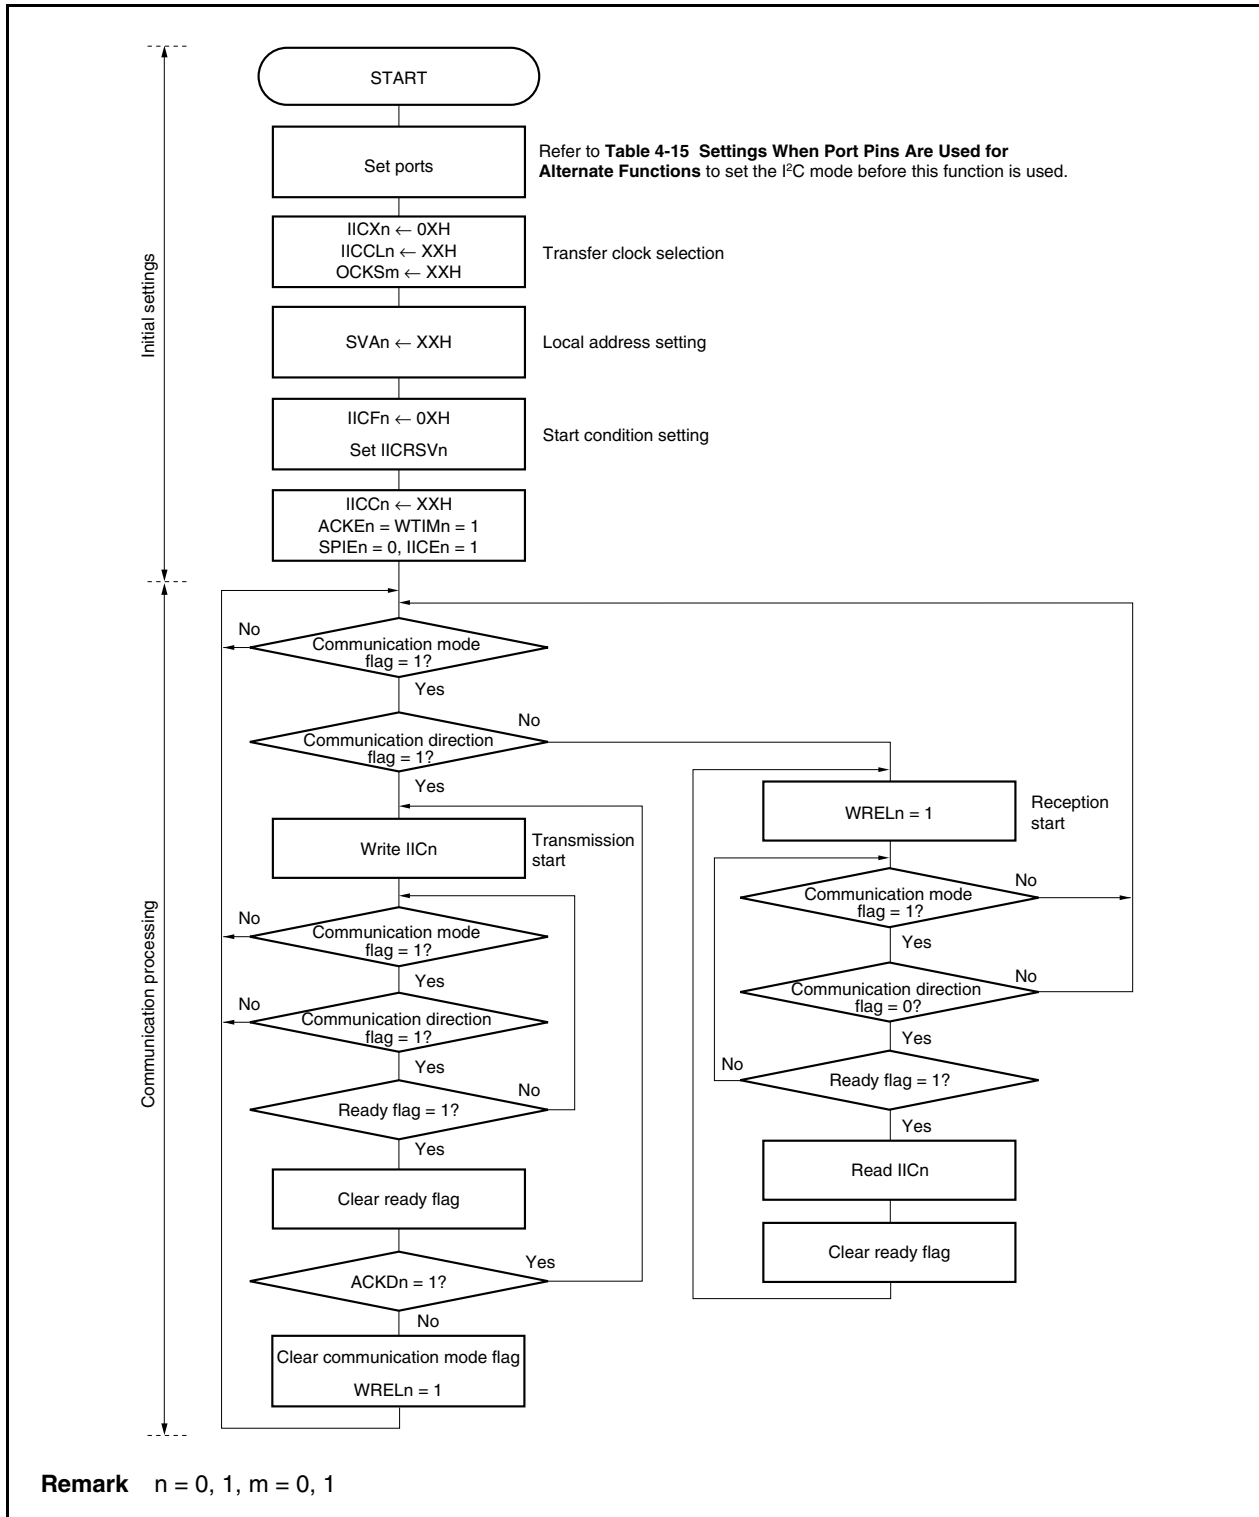 START
Set ports
Refer to Table 4-15 Settings When Port Pins Are Used for
Alternate Functions to set the I²C mode before this function is used.
IICXn ← 0XH
IICCLn ← XXH
OCKSm ← XXH
Transfer clock selection
Initial settings
SVAn ← XXH
Local address setting
IICFn ← 0XH
Set IICRSVn
Start condition setting
IICCn ← XXH
ACKEn = WTIMn = 1
SPIEn = 0, IICEn = 1
No
Communication mode
flag = 1?
Yes
No
Communication direction
flag = 1?
Yes
Write IICn
Transmission
start
No
Communication mode
flag = 1?
Yes
No
Communication direction
flag = 1?
Yes
No
Ready flag = 1?
Yes
Clear ready flag
Yes
ACKDn = 1?
No
Clear communication mode flag
WRELn = 1
Communication processing
WRELn = 1
Reception
start
No
Communication mode
flag = 1?
Yes
No
Communication direction
flag = 0?
Yes
No
Ready flag = 1?
Yes
Read IICn
Clear ready flag
Remark n = 0, 1, m = 0, 1